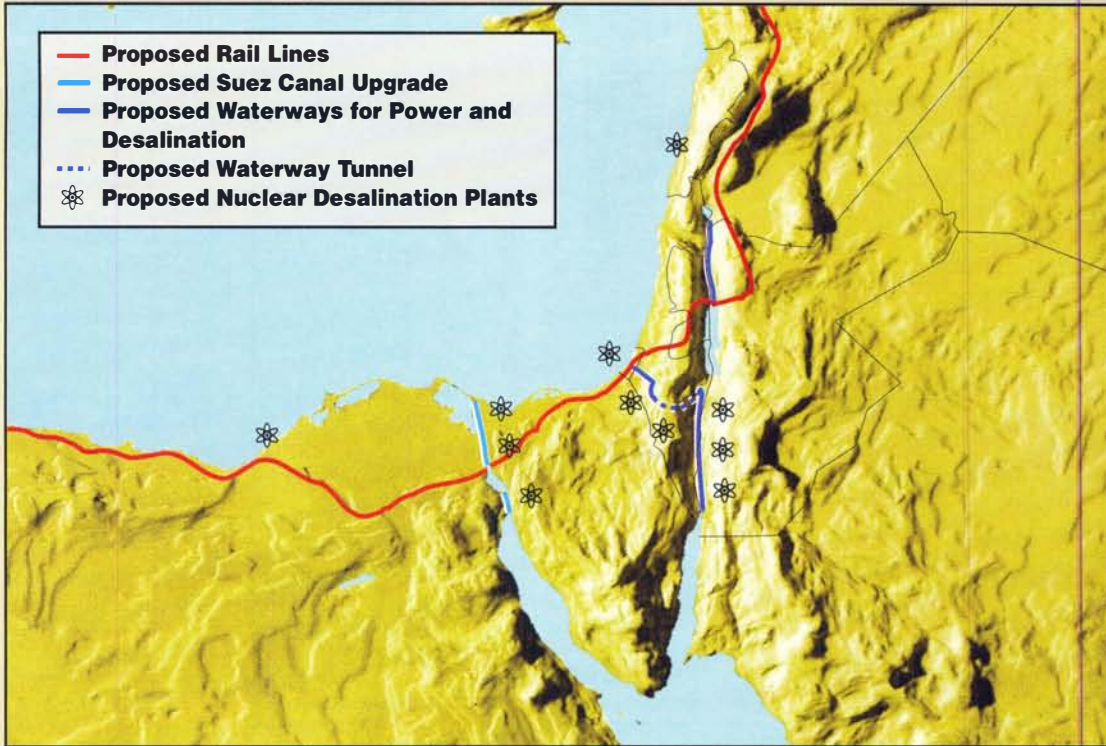 Proposed Rail Lines
Proposed Suez Canal Upgrade
Proposed Waterways for Power and
Desalination
Proposed Waterway Tunnel
Proposed Nuclear Desalination Plants